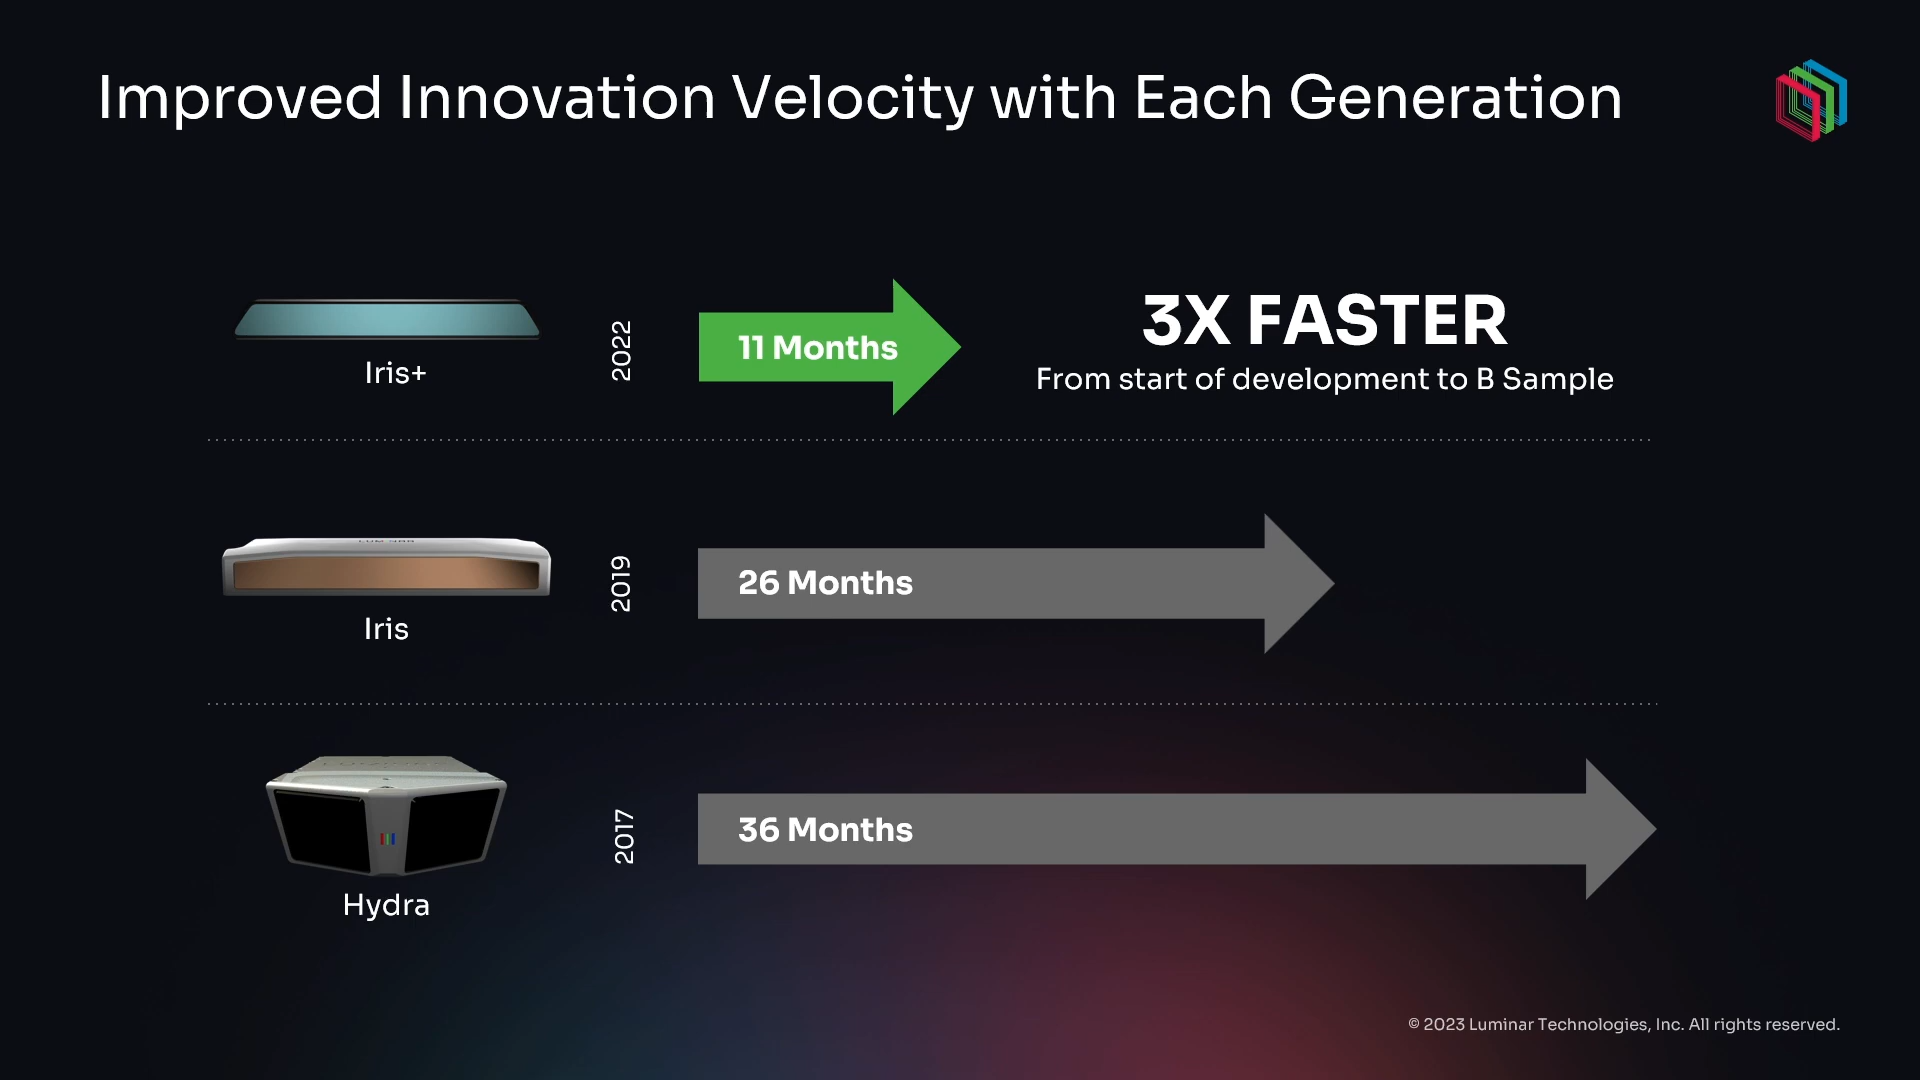 Improved Innovation Velocity with Each Generation
Iris+
2022
11 Months
3X FASTER
From start of development to B Sample
Iris
2019
26 Months
Hydra
2017
36 Months
© 2023 Luminar Technologies, Inc. All rights reserved.